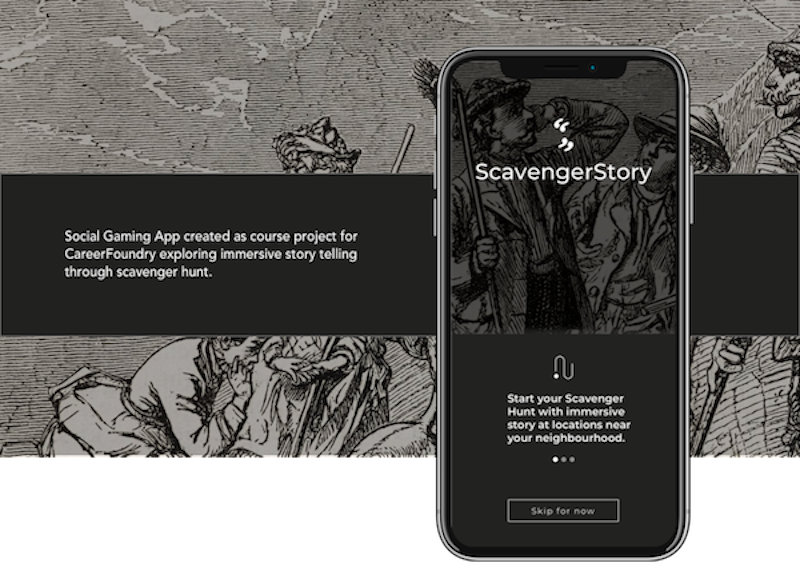 Social Gaming App created as course project for
CareerFoundry exploring immersive story telling
through scavenger hunt.
ScavengerStory
Start your Scavenger
Hunt with immersive
story at locations near
your neighbourhood.
Skip for now